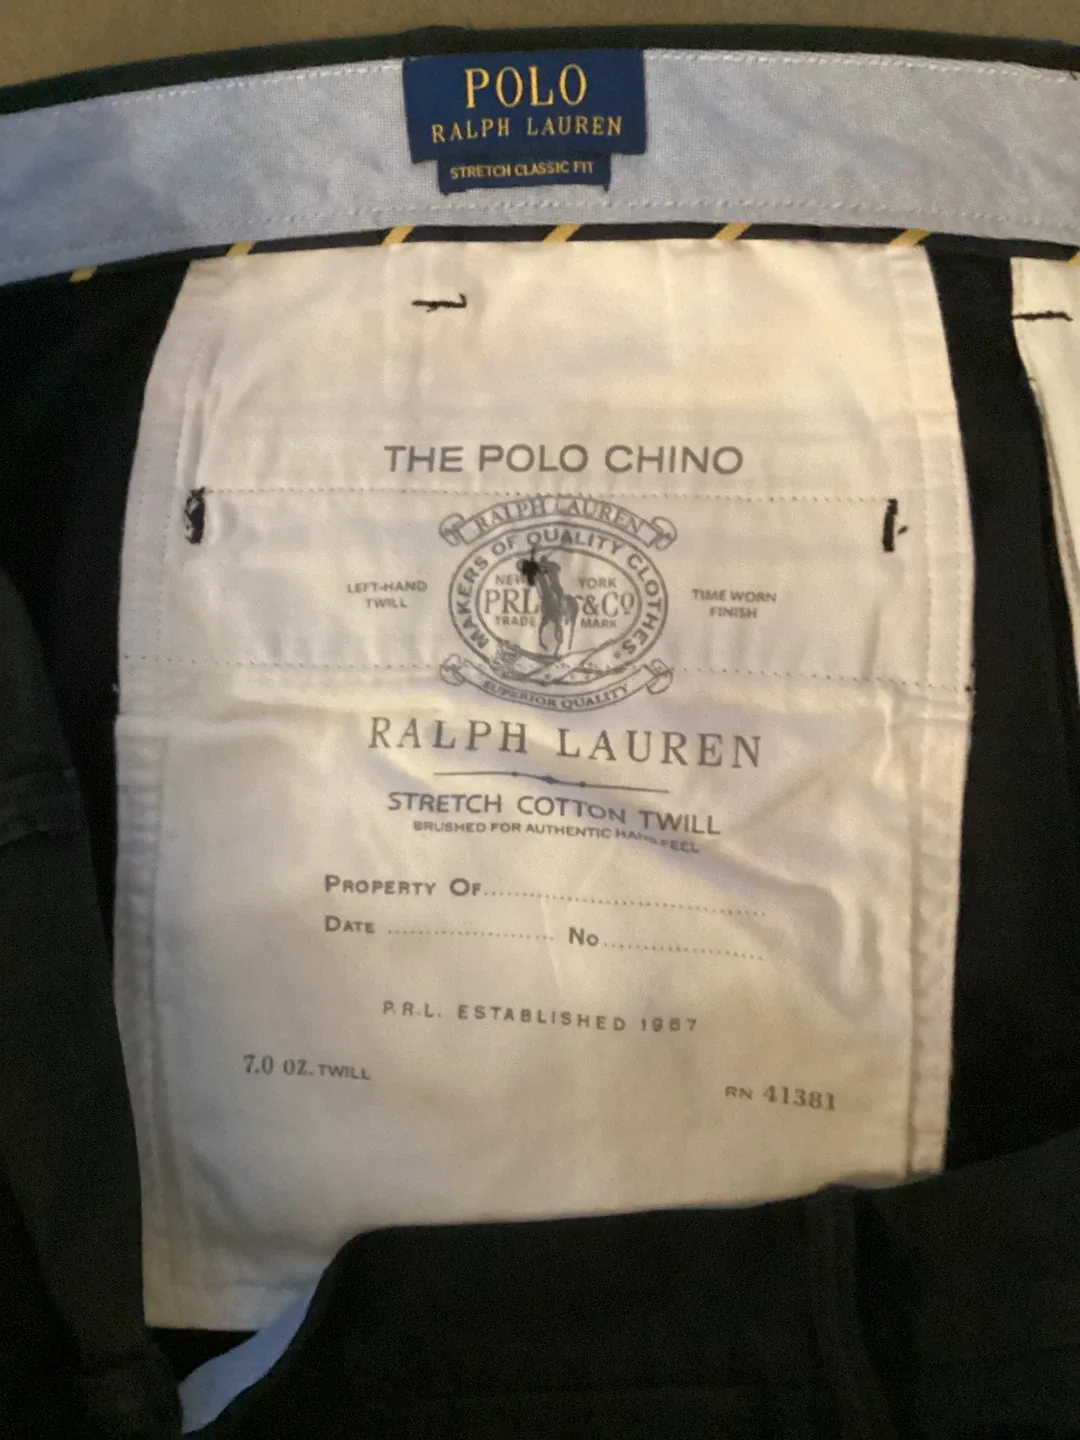 POLO
RALPH LAUREN
STRETCH CLASSIC FIT
THE POLO CHINO
RALPH LAUREN
MAKERS OF QUALITY CLOTHES
LEFT-HAND
TWILL
NEW YORK
PRL & Co
TRADE MARK
TIME WORN
FINISH
SUPERIOR QUALITY
RALPH LAUREN
STRETCH COTTON TWILL
BRUSHED FOR AUTHENTIC HAND FEEL
PROPERTY OF
DATE No
P.R.L. ESTABLISHED 1967
7.0 OZ. TWILL
RN 41381